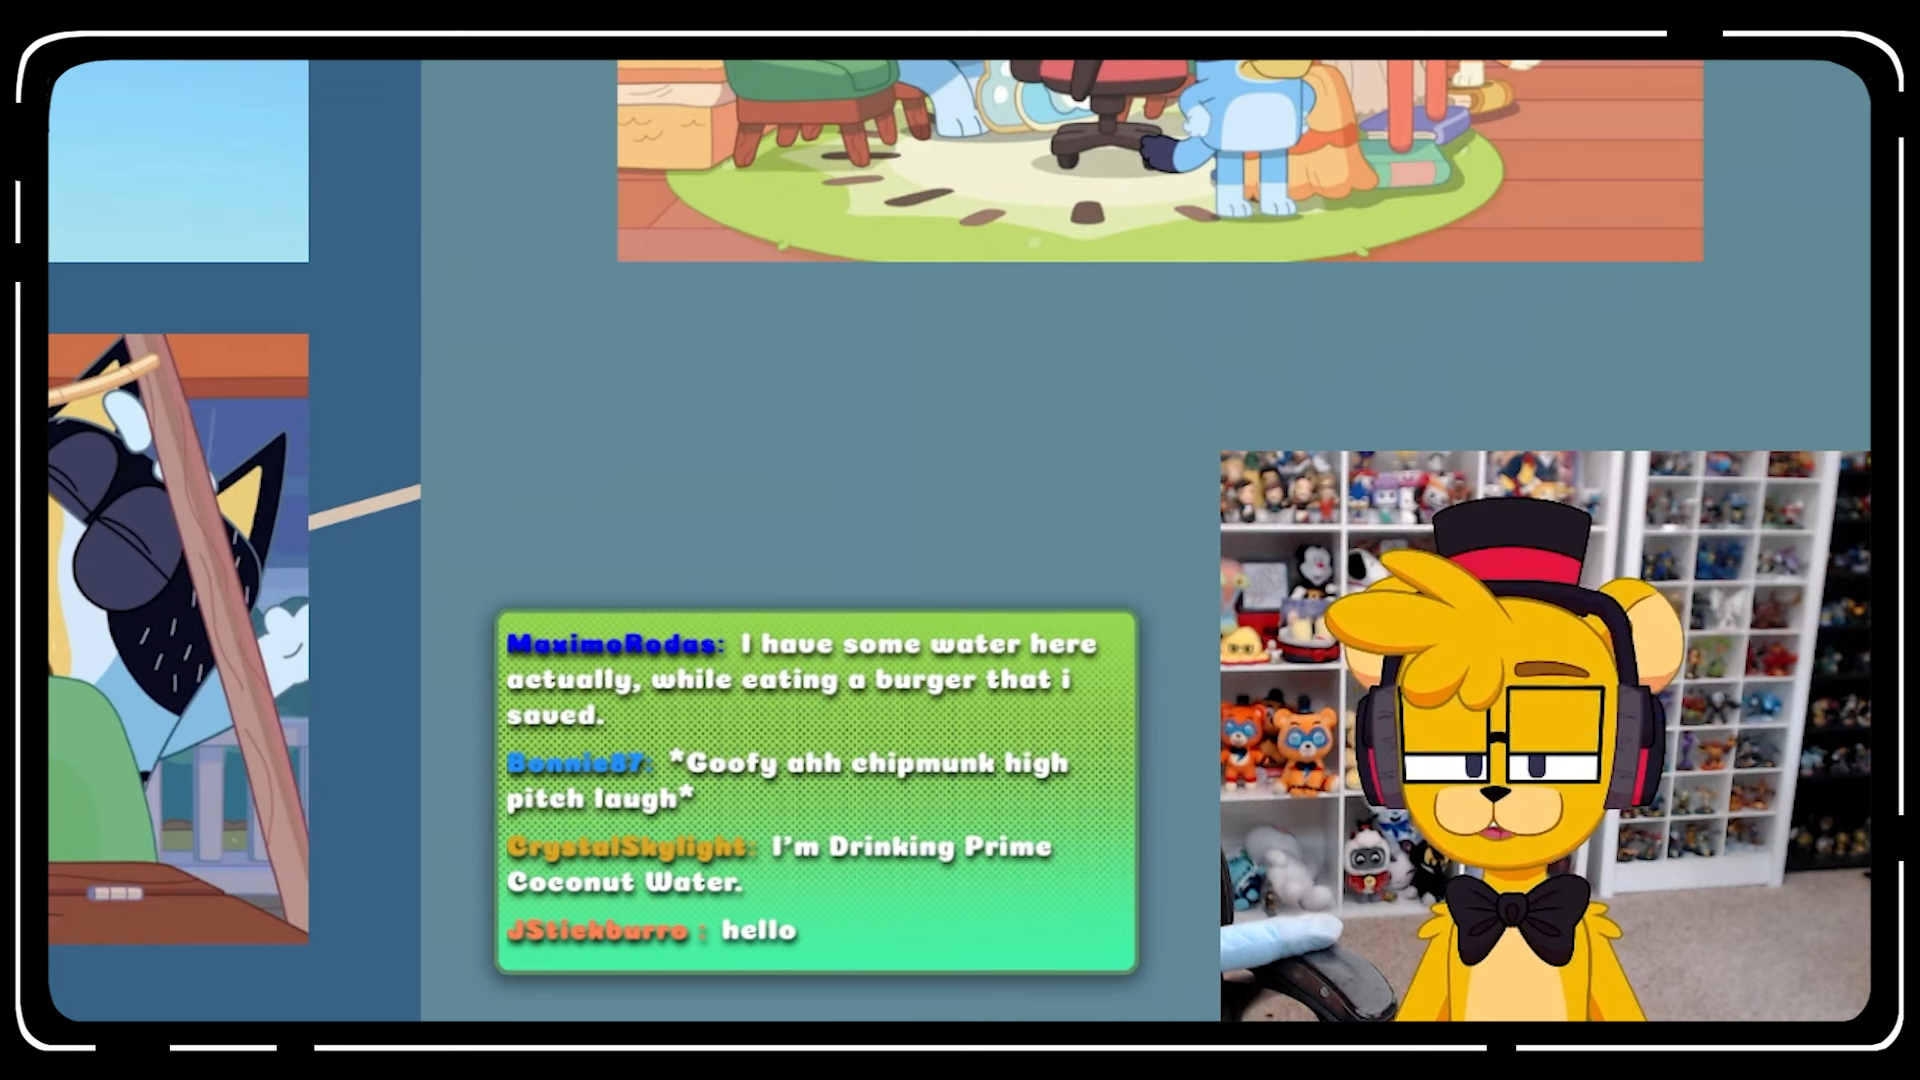 MaximoRodas: I have some water here
actually, while eating a burger that i
saved.
Bonnie87: *Goofy ahh chipmunk high
pitch laugh*
CrystalSkylight: I'm Drinking Prime
Coconut Water.
JStickburro : hello